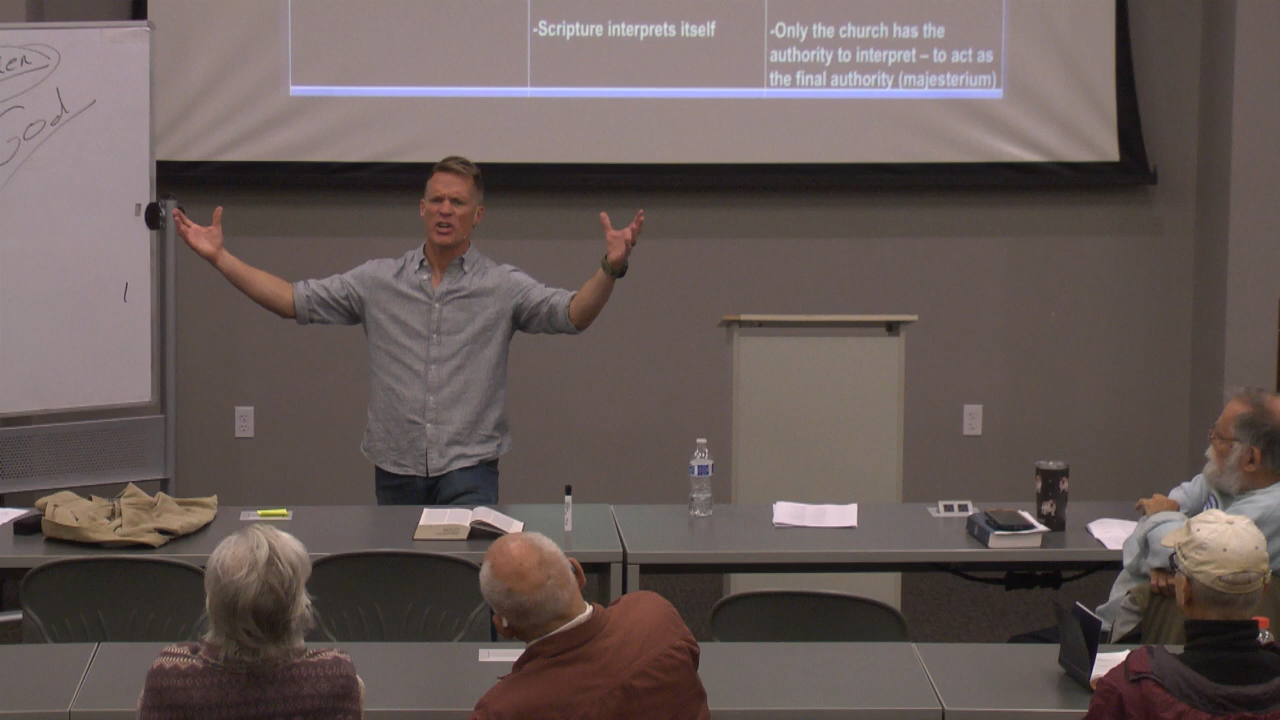 God
-Scripture interprets itself
-Only the church has the
authority to interpret – to act as
the final authority (majesterium)